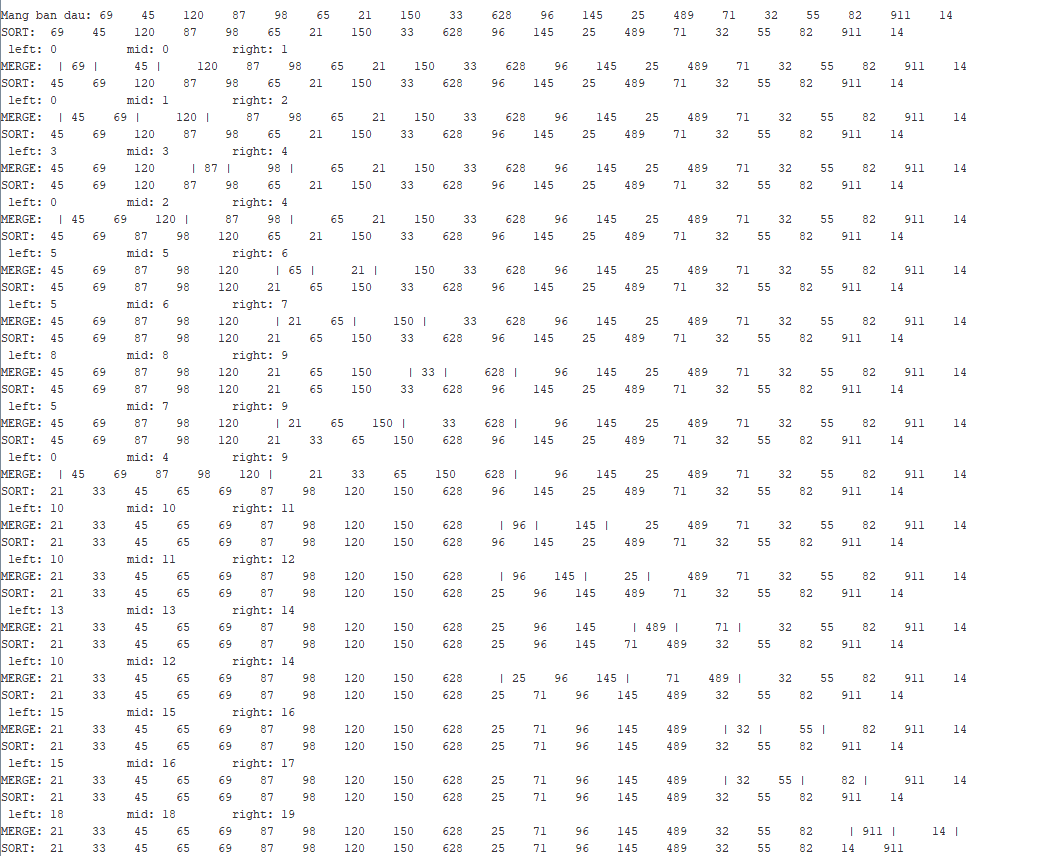 Mang ban dau: 69 45 120 87 98 65 21 150 33 628 96 145 25 489 71 32 55 82 911 14
SORT: 69 45 120 87 98 65 21 150 33 628 96 145 25 489 71 32 55 82 911 14
left: 0 mid: 0 right: 1
MERGE: | 69 | 45 | 120 87 98 65 21 150 33 628 96 145 25 489 71 32 55 82 911 14
SORT: 45 69 120 87 98 65 21 150 33 628 96 145 25 489 71 32 55 82 911 14
left: 0 mid: 1 right: 2
MERGE: | 45 69 | 120 | 87 98 65 21 150 33 628 96 145 25 489 71 32 55 82 911 14
SORT: 45 69 120 87 98 65 21 150 33 628 96 145 25 489 71 32 55 82 911 14
left: 3 mid: 3 right: 4
MERGE: 45 69 120 | 87 | 98 | 65 21 150 33 628 96 145 25 489 71 32 55 82 911 14
SORT: 45 69 120 87 98 65 21 150 33 628 96 145 25 489 71 32 55 82 911 14
left: 0 mid: 2 right: 4
MERGE: | 45 69 120 | 87 98 | 65 21 150 33 628 96 145 25 489 71 32 55 82 911 14
SORT: 45 69 87 98 120 65 21 150 33 628 96 145 25 489 71 32 55 82 911 14
left: 5 mid: 5 right: 6
MERGE: 45 69 87 98 120 | 65 | 21 | 150 33 628 96 145 25 489 71 32 55 82 911 14
SORT: 45 69 87 98 120 21 65 150 33 628 96 145 25 489 71 32 55 82 911 14
left: 5 mid: 6 right: 7
MERGE: 45 69 87 98 120 | 21 65 | 150 | 33 628 96 145 25 489 71 32 55 82 911 14
SORT: 45 69 87 98 120 21 65 150 33 628 96 145 25 489 71 32 55 82 911 14
left: 8 mid: 8 right: 9
MERGE: 45 69 87 98 120 21 65 150 | 33 | 628 | 96 145 25 489 71 32 55 82 911 14
SORT: 45 69 87 98 120 21 65 150 33 628 96 145 25 489 71 32 55 82 911 14
left: 5 mid: 7 right: 9
MERGE: 45 69 87 98 120 | 21 65 150 | 33 628 | 96 145 25 489 71 32 55 82 911 14
SORT: 45 69 87 98 120 21 33 65 150 628 96 145 25 489 71 32 55 82 911 14
left: 0 mid: 4 right: 9
MERGE: | 45 69 87 98 120 | 21 33 65 150 628 | 96 145 25 489 71 32 55 82 911 14
SORT: 21 33 45 65 69 87 98 120 150 628 96 145 25 489 71 32 55 82 911 14
left: 10 mid: 10 right: 11
MERGE: 21 33 45 65 69 87 98 120 150 628 | 96 | 145 | 25 489 71 32 55 82 911 14
SORT: 21 33 45 65 69 87 98 120 150 628 96 145 25 489 71 32 55 82 911 14
left: 10 mid: 11 right: 12
MERGE: 21 33 45 65 69 87 98 120 150 628 | 96 145 | 25 | 489 71 32 55 82 911 14
SORT: 21 33 45 65 69 87 98 120 150 628 25 96 145 489 71 32 55 82 911 14
left: 13 mid: 13 right: 14
MERGE: 21 33 45 65 69 87 98 120 150 628 25 96 145 | 489 | 71 | 32 55 82 911 14
SORT: 21 33 45 65 69 87 98 120 150 628 25 96 145 71 489 32 55 82 911 14
left: 10 mid: 12 right: 14
MERGE: 21 33 45 65 69 87 98 120 150 628 | 25 96 145 | 71 489 | 32 55 82 911 14
SORT: 21 33 45 65 69 87 98 120 150 628 25 71 96 145 489 32 55 82 911 14
left: 15 mid: 15 right: 16
MERGE: 21 33 45 65 69 87 98 120 150 628 25 71 96 145 489 | 32 | 55 | 82 911 14
SORT: 21 33 45 65 69 87 98 120 150 628 25 71 96 145 489 32 55 82 911 14
left: 15 mid: 16 right: 17
MERGE: 21 33 45 65 69 87 98 120 150 628 25 71 96 145 489 | 32 55 | 82 | 911 14
SORT: 21 33 45 65 69 87 98 120 150 628 25 71 96 145 489 32 55 82 911 14
left: 18 mid: 18 right: 19
MERGE: 21 33 45 65 69 87 98 120 150 628 25 71 96 145 489 32 55 82 | 911 | 14 |
SORT: 21 33 45 65 69 87 98 120 150 628 25 71 96 145 489 32 55 82 14 911